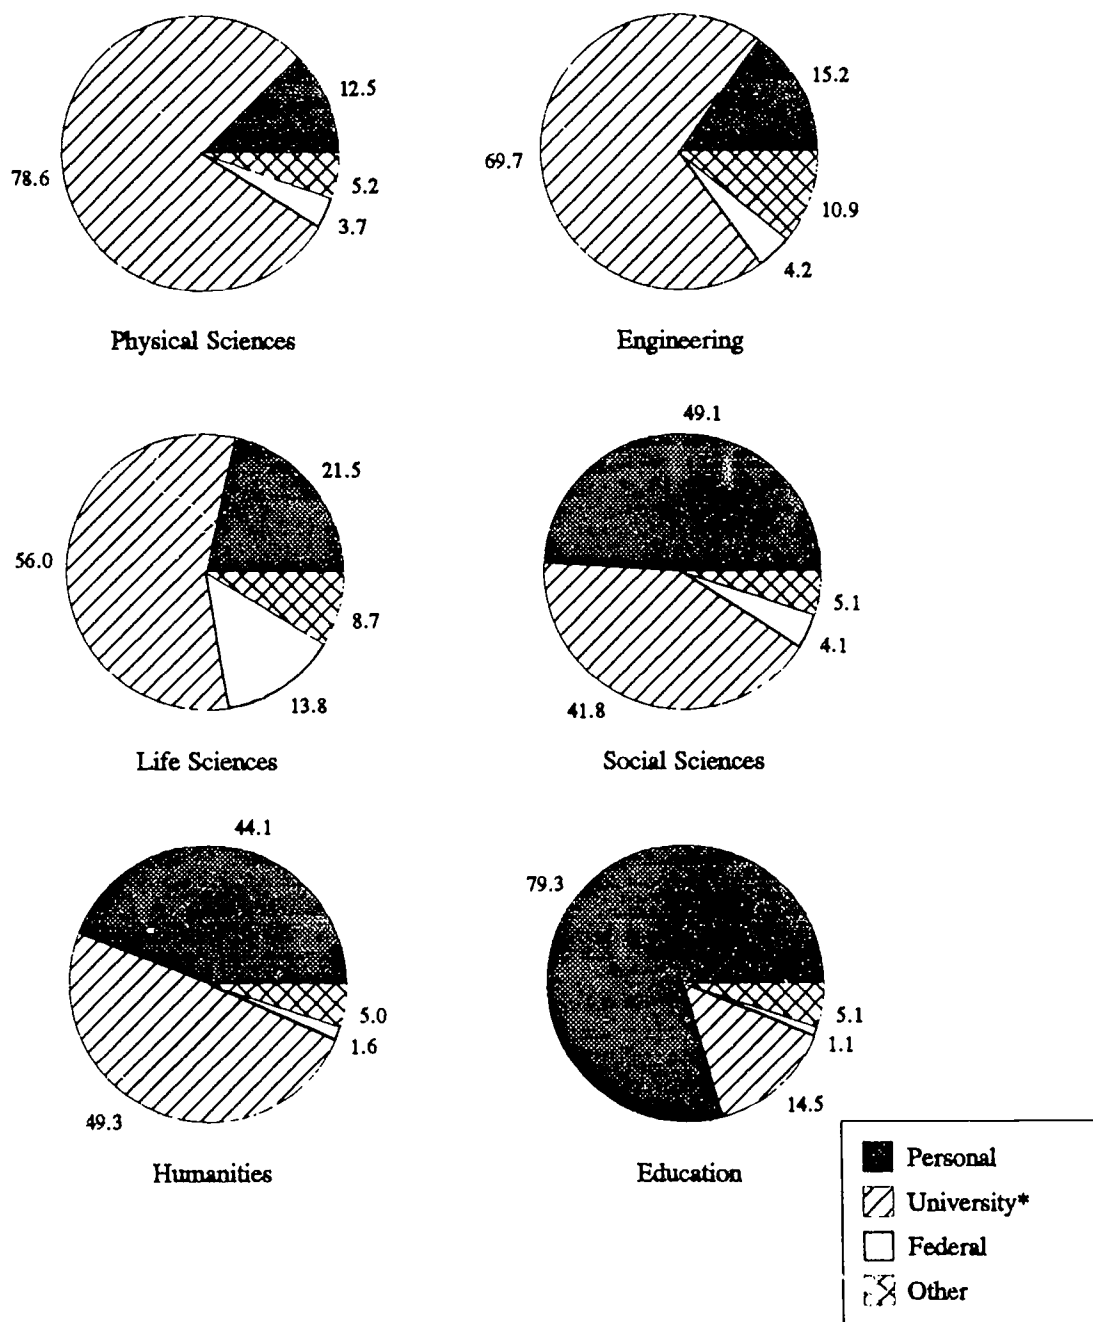 12.5
78.6
5.2
3.7
Physical Sciences
15.2
69.7
10.9
4.2
Engineering
21.5
56.0
8.7
13.8
Life Sciences
49.1
5.1
4.1
41.8
Social Sciences
44.1
5.0
1.6
49.3
Humanities
79.3
5.1
1.1
14.5
Education
Personal
University*
Federal
Other